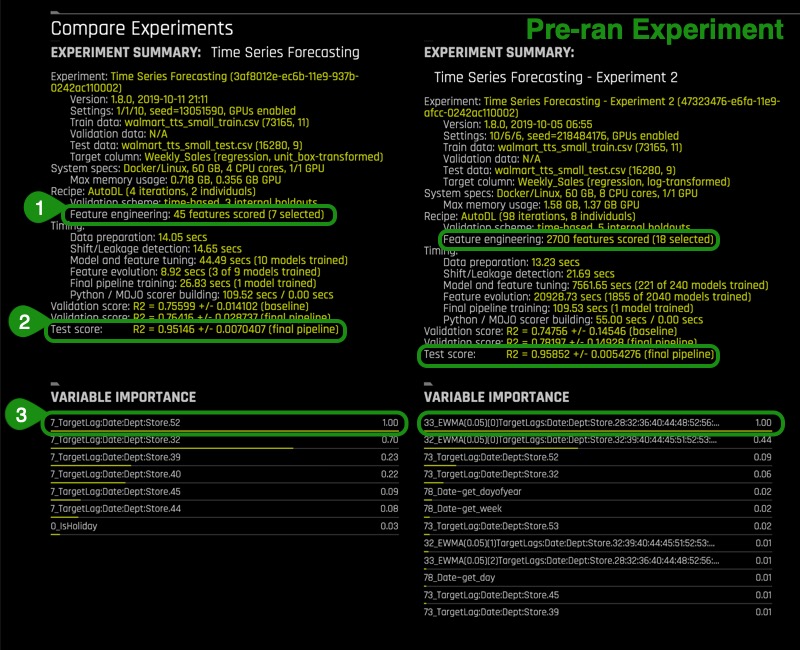 Compare Experiments
Pre-ran Experiment
EXPERIMENT SUMMARY: Time Series Forecasting
Experiment: Time Series Forecasting (3af8012e-ec6b-11e9-937b-
0242ac110002)
Version: 1.8.0, 2019-10-11 21:11
Settings: 1/1/10, seed=13051590, GPUs enabled
Train data: walmart_tts_small_train.csv (73165, 11)
Validation data: N/A
Test data: walmart_tts_small_test.csv (16280, 9)
Target column: Weekly_Sales (regression, unit_box-transformed)
System specs: Docker/Linux, 60 GB, 4 CPU cores, 1/1 GPU
Max memory usage: 0.718 GB, 0.356 GB GPU
Recipe: AutoDL (4 iterations, 2 individuals)
Validation scheme: time-based, 3 internal holdouts
1
Feature engineering: 45 features scored (7 selected)
Timing:
Data preparation: 14.05 secs
Shift/Leakage detection: 14.65 secs
Model and feature tuning: 44.49 secs (10 models trained)
Feature evolution: 8.92 secs (3 of 9 models trained)
Final pipeline training: 26.83 secs (1 model trained)
Python / MOJO scorer building: 109.52 secs / 0.00 secs
Validation score: R2 = 0.75599 +/- 0.014102 (baseline)
Validation score: R2 = 0.76416 +/- 0.028737 (final pipeline)
2
Test score: R2 = 0.95146 +/- 0.0070407 (final pipeline)
VARIABLE IMPORTANCE
3
7_TargetLag:Date:Dept:Store.52 1.00
7_TargetLag:Date:Dept:Store.32 0.70
7_TargetLag:Date:Dept:Store.39 0.23
7_TargetLag:Date:Dept:Store.40 0.22
7_TargetLag:Date:Dept:Store.45 0.09
7_TargetLag:Date:Dept:Store.44 0.08
0_IsHoliday 0.03
EXPERIMENT SUMMARY:
Time Series Forecasting - Experiment 2
Experiment: Time Series Forecasting - Experiment 2 (47323476-e6fa-11e9-
afcc-0242ac110002)
Version: 1.8.0, 2019-10-05 06:55
Settings: 10/6/6, seed=218484176, GPUs enabled
Train data: walmart_tts_small_train.csv (73165, 11)
Validation data: N/A
Test data: walmart_tts_small_test.csv (16280, 9)
Target column: Weekly_Sales (regression, log-transformed)
System specs: Docker/Linux, 60 GB, 8 CPU cores, 1/1 GPU
Max memory usage: 1.58 GB, 1.37 GB GPU
Recipe: AutoDL (98 iterations, 8 individuals)
Validation scheme: time-based, 5 internal holdouts
Feature engineering: 2700 features scored (18 selected)
Timing:
Data preparation: 13.23 secs
Shift/Leakage detection: 21.69 secs
Model and feature tuning: 7561.65 secs (221 of 240 models trained)
Feature evolution: 20928.73 secs (1855 of 2040 models trained)
Final pipeline training: 109.53 secs (1 model trained)
Python / MOJO scorer building: 55.00 secs / 0.00 secs
Validation score: R2 = 0.74756 +/- 0.14546 (baseline)
Validation score: R2 = 0.78197 +/- 0.14928 (final pipeline)
Test score: R2 = 0.95852 +/- 0.0054276 (final pipeline)
VARIABLE IMPORTANCE
33_EWMA(0.05)(0)TargetLags:Date:Dept:Store.28:32:36:40:44:48:52:56:... 1.00
32_EWMA(0.05)(0)TargetLags:Date:Dept:Store.32:39:40:44:45:51:52:53:... 0.44
73_TargetLag:Date:Dept:Store.52 0.09
73_TargetLag:Date:Dept:Store.32 0.06
78_Date~get_dayofyear 0.02
78_Date~get_week 0.02
73_TargetLag:Date:Dept:Store.53 0.02
32_EWMA(0.05)(1)TargetLags:Date:Dept:Store.32:39:40:44:45:51:52:53:... 0.01
33_EWMA(0.05)(2)TargetLags:Date:Dept:Store.28:32:36:40:44:48:52:56:... 0.01
78_Date~get_day 0.01
73_TargetLag:Date:Dept:Store.45 0.01
73_TargetLag:Date:Dept:Store.39 0.01